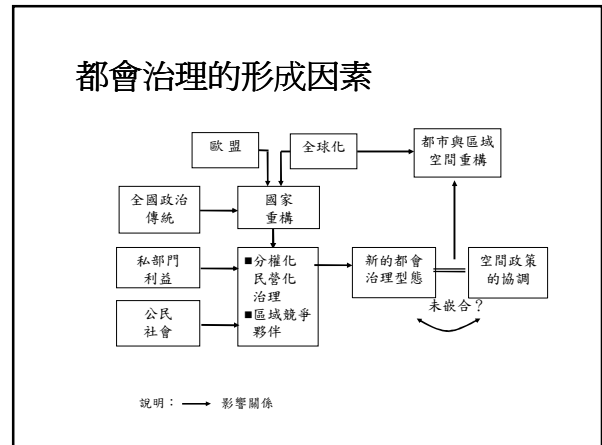 都會治理的形成因素
歐盟
全球化
都市與區域
空間重構
全國政治
傳統
國家
重構
私部門
利益
■分權化
民營化
治理
■區域競爭
夥伴
新的都會
治理型態
空間政策
的協調
公民
社會
未嵌合？
說明： → 影響關係